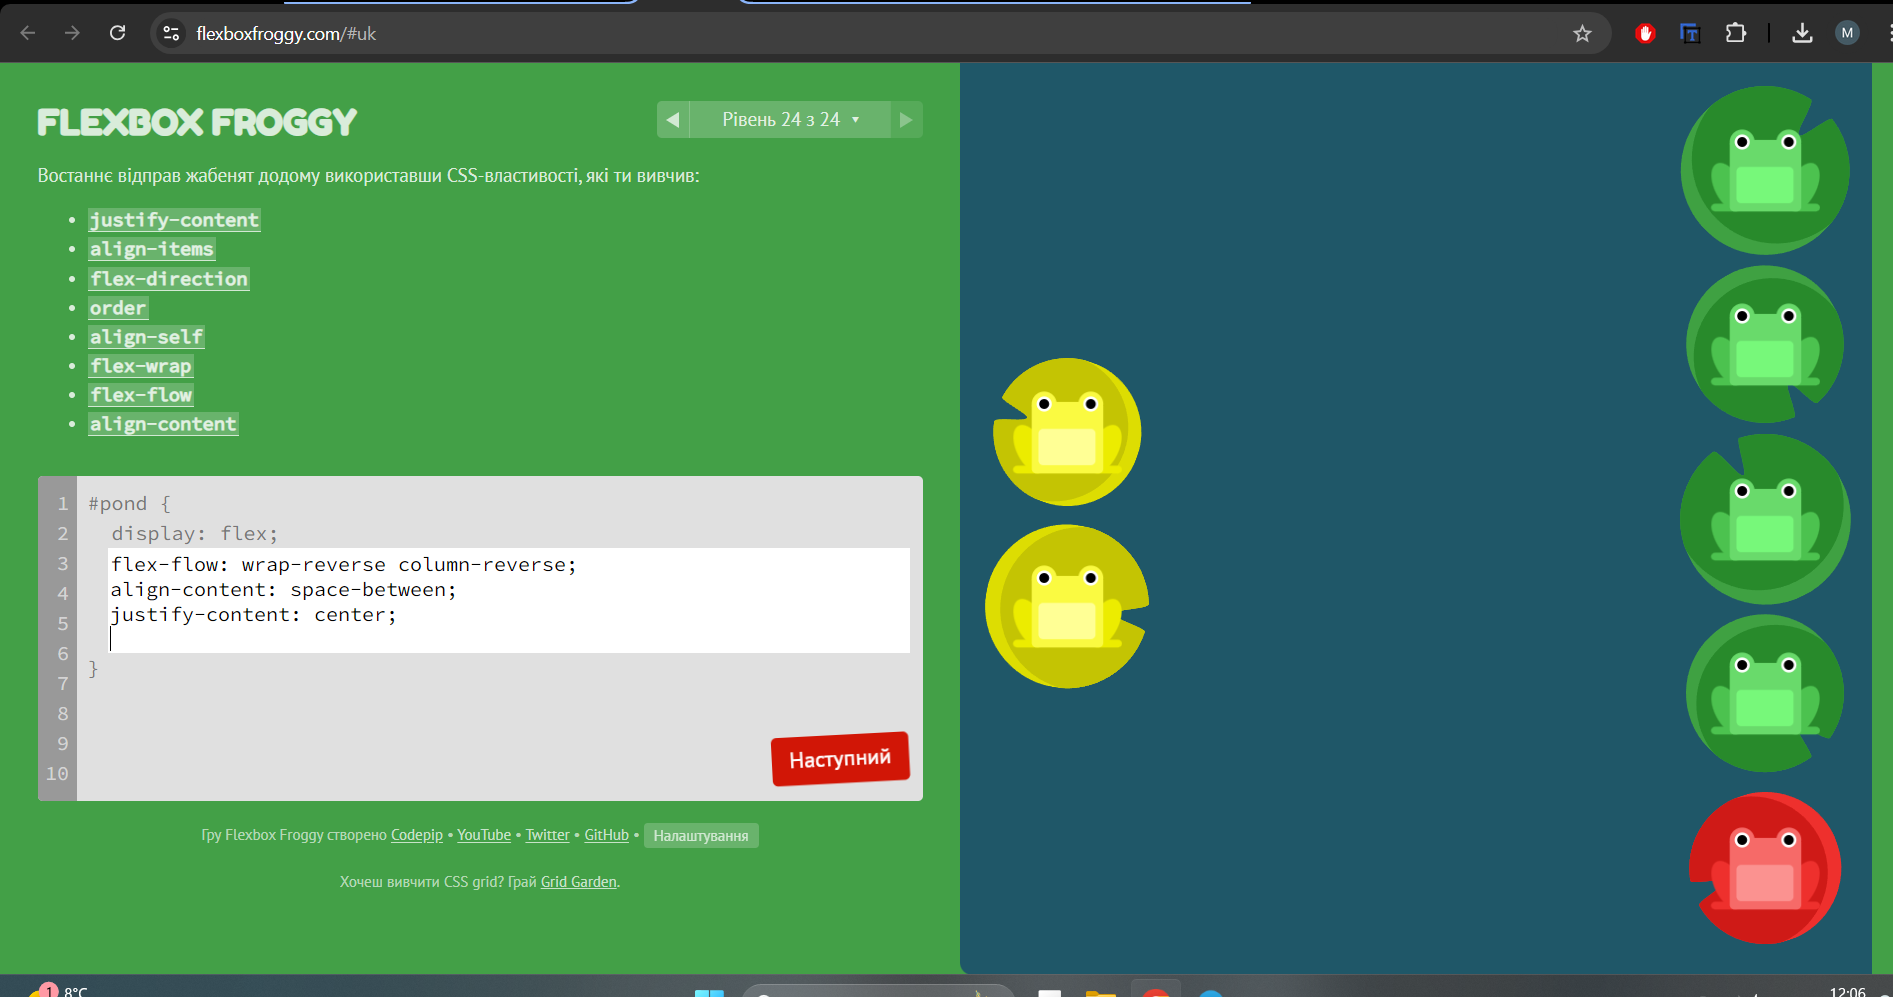 flexboxfroggy.com/#uk
M
FLEXBOX FROGGY
Рівень 24 з 24
Востаннє відправ жабенят додому використавши CSS-властивості, які ти вивчив:
justify-content
align-items
flex-direction
order
align-self
flex-wrap
flex-flow
align-content
1 #pond {
2 display: flex;
3 flex-flow: wrap-reverse column-reverse;
4 align-content: space-between;
5 justify-content: center;
6 }
7
8
9
10
Наступний
Гру Flexbox Froggy створено Codepip • YouTube • Twitter • GitHub • Налаштування
Хочеш вивчити CSS grid? Грай Grid Garden.
1 8°C
12:06